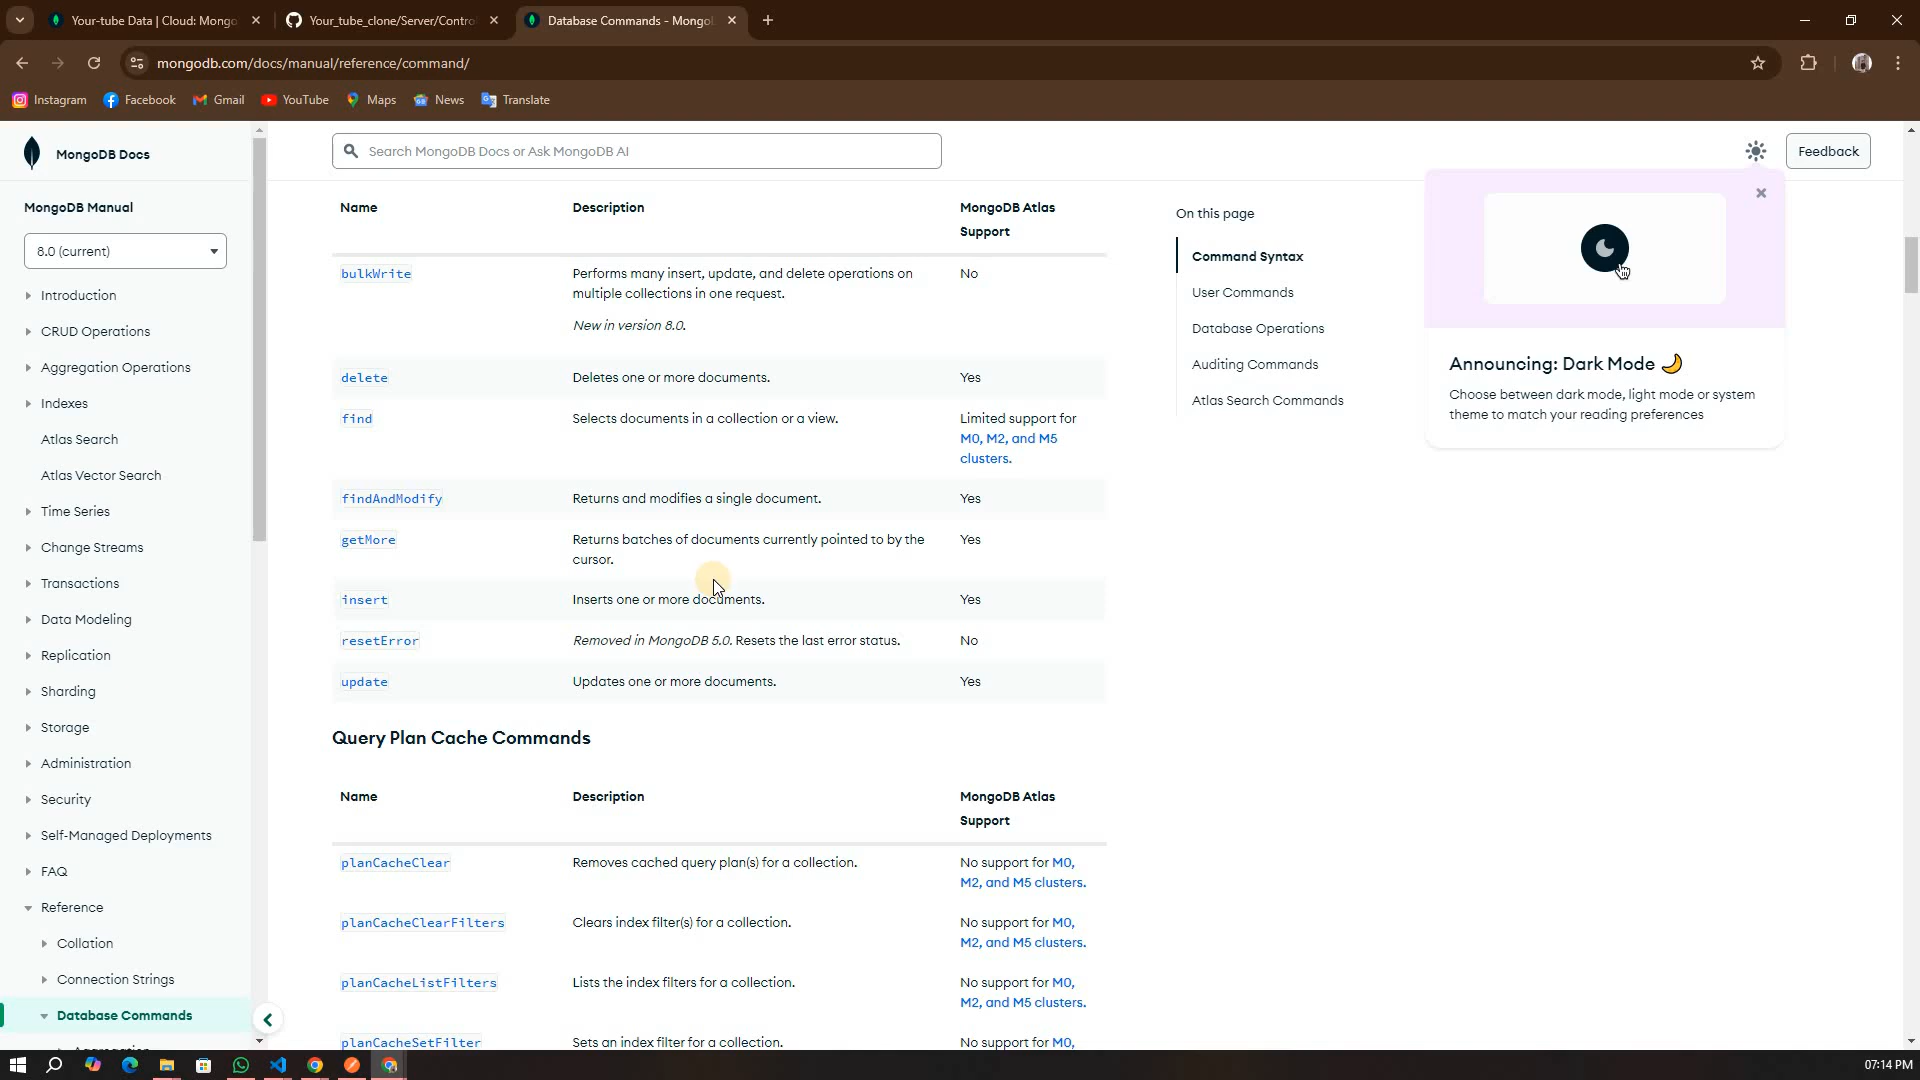 Your-tube Data | Cloud: Mongo
Your_tube_clone/Server/Contro
Database Commands - Mongo
mongodb.com/docs/manual/reference/command/
Instagram
Facebook
Gmail
YouTube
Maps
News
Translate
MongoDB Docs
Search MongoDB Docs or Ask MongoDB AI
Feedback
MongoDB Manual
8.0 (current)
Introduction
CRUD Operations
Aggregation Operations
Indexes
Atlas Search
Atlas Vector Search
Time Series
Change Streams
Transactions
Data Modeling
Replication
Sharding
Storage
Administration
Security
Self-Managed Deployments
FAQ
Reference
Collation
Connection Strings
Database Commands
Name Description MongoDB Atlas
Support
bulkWrite Performs many insert, update, and delete operations on No
multiple collections in one request.
New in version 8.0.
delete Deletes one or more documents. Yes
find Selects documents in a collection or a view. Limited support for
M0, M2, and M5
clusters.
findAndModify Returns and modifies a single document. Yes
getMore Returns batches of documents currently pointed to by the Yes
cursor.
insert Inserts one or more documents. Yes
resetError Removed in MongoDB 5.0. Resets the last error status. No
update Updates one or more documents. Yes
Query Plan Cache Commands
Name Description MongoDB Atlas
Support
planCacheClear Removes cached query plan(s) for a collection. No support for M0,
M2, and M5 clusters.
planCacheClearFilters Clears index filter(s) for a collection. No support for M0,
M2, and M5 clusters.
planCacheListFilters Lists the index filters for a collection. No support for M0,
M2, and M5 clusters.
planCacheSetFilter Sets an index filter for a collection. No support for M0,
On this page
Command Syntax
User Commands
Database Operations
Auditing Commands
Atlas Search Commands
Announcing: Dark Mode 🌙
Choose between dark mode, light mode or system
theme to match your reading preferences
07:14 PM